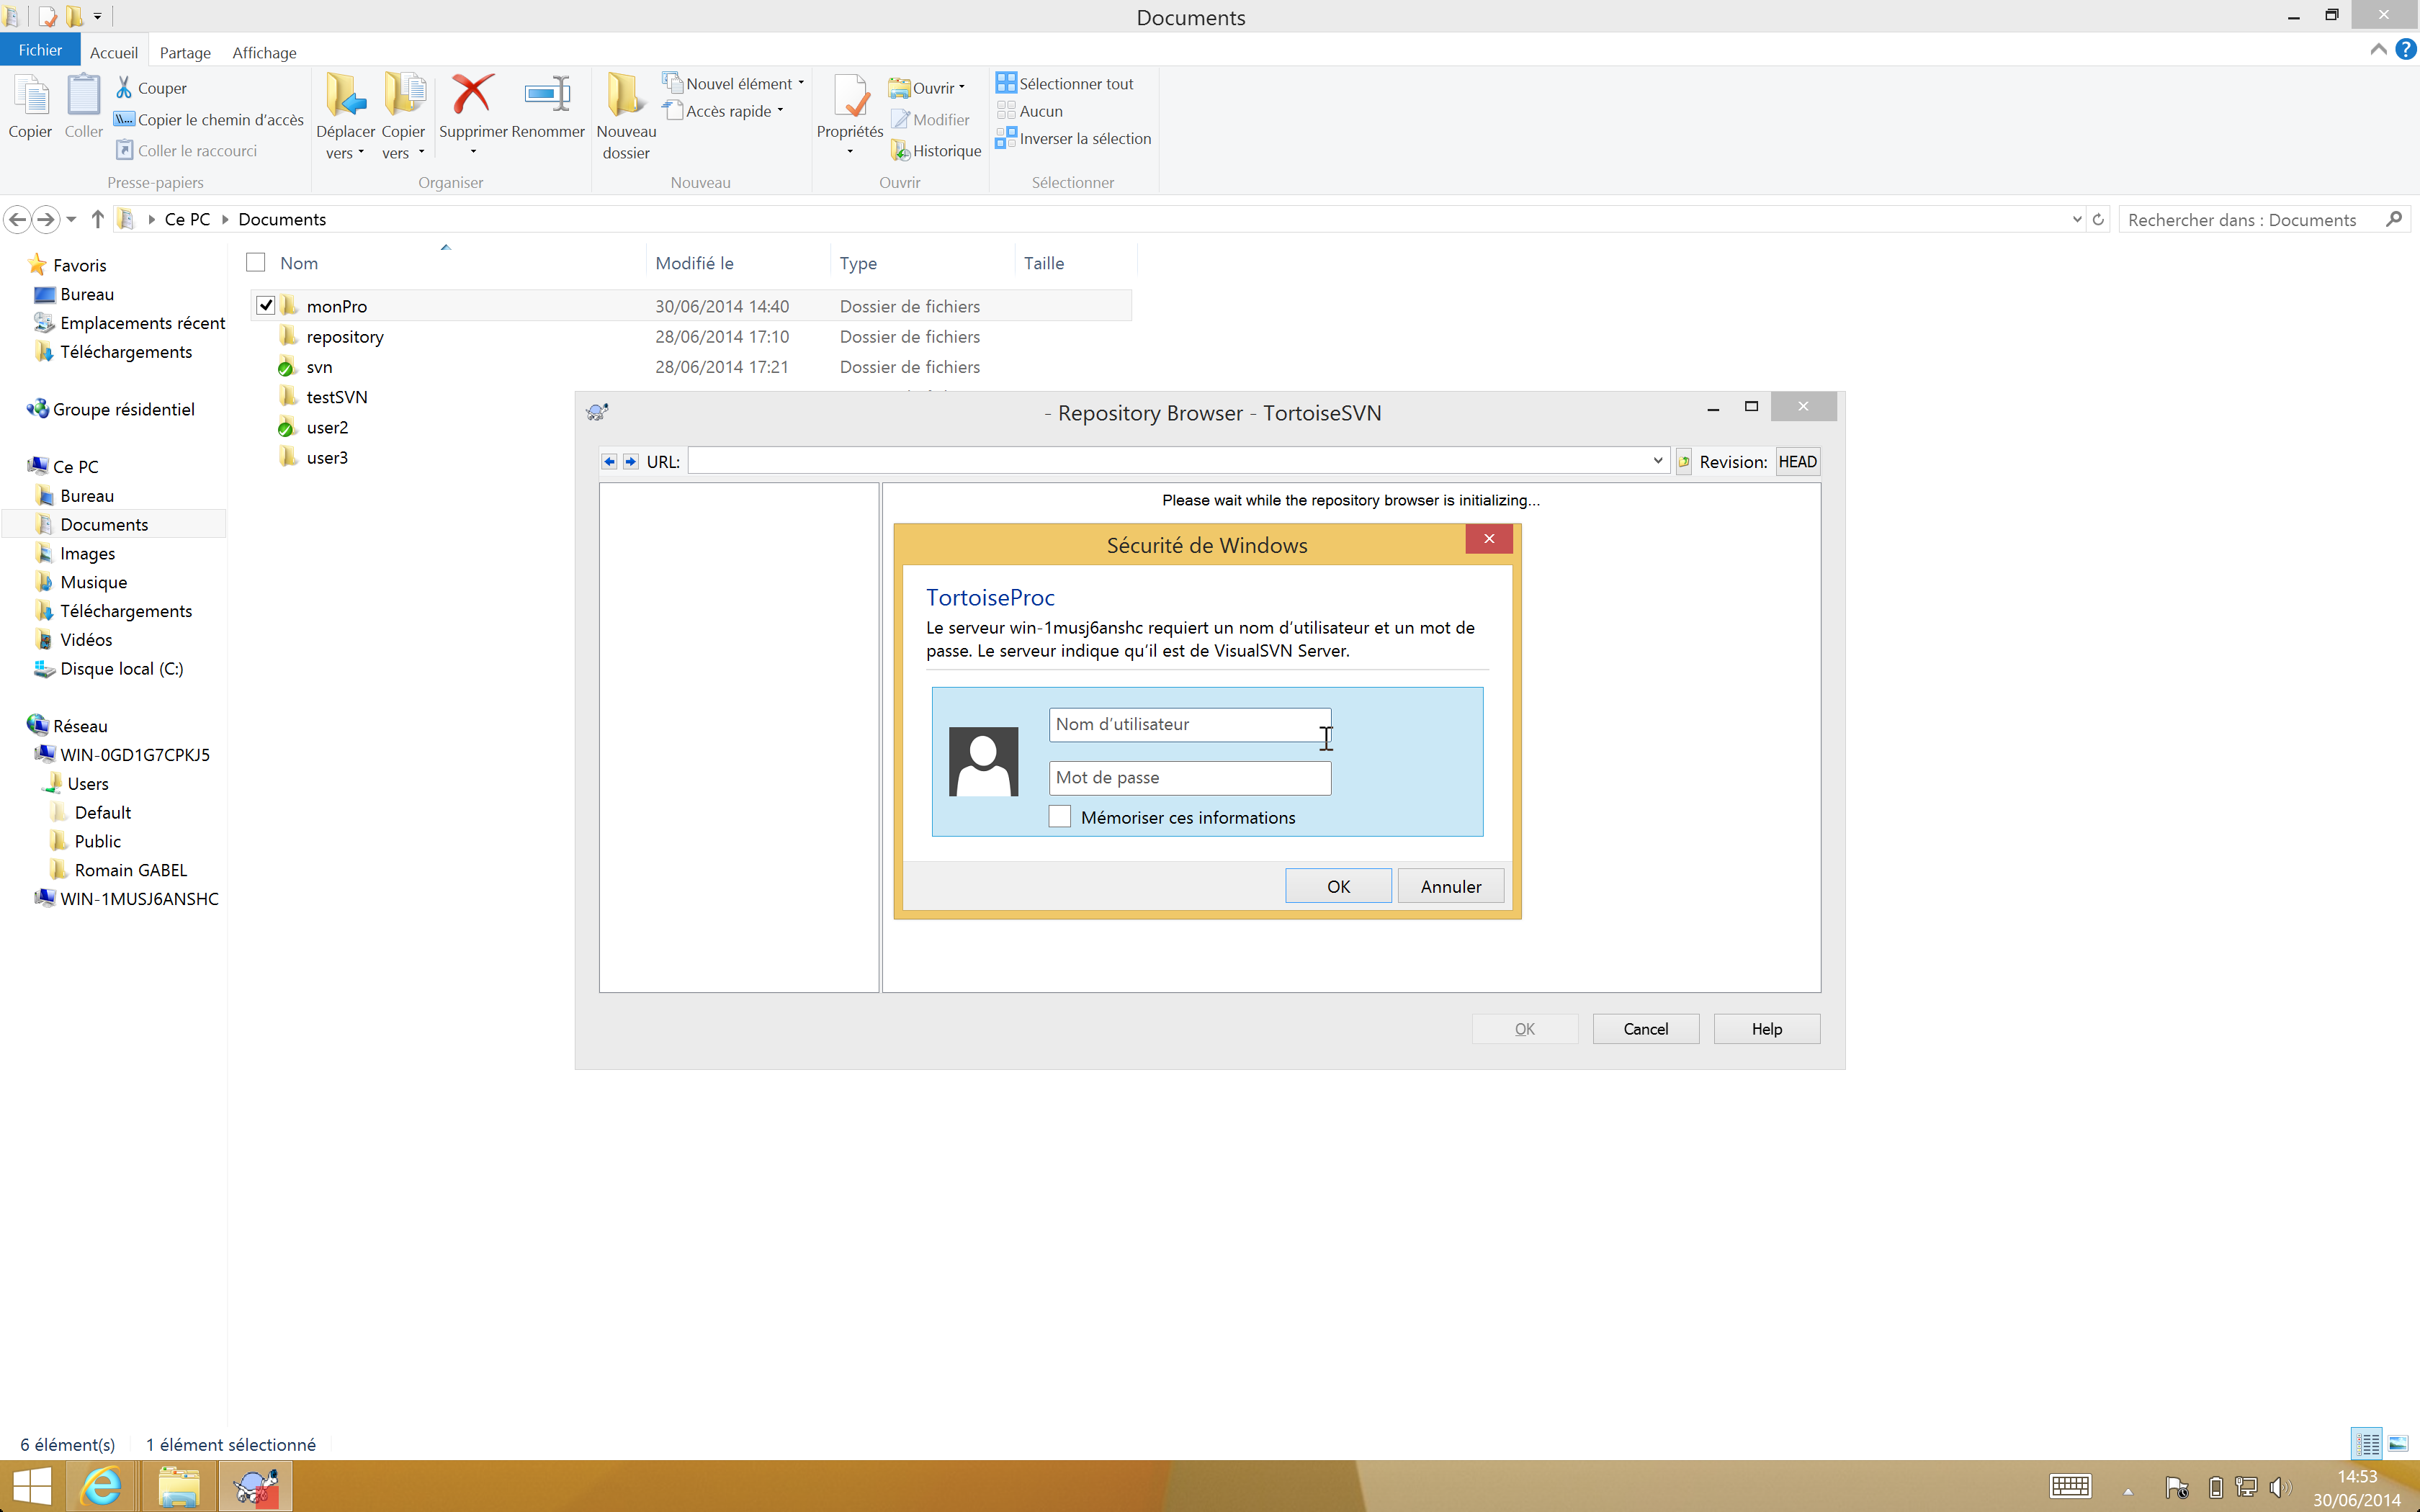 Documents
Fichier
Accueil
Partage
Affichage
Copier
Coller
Couper
Copier le chemin d'accès
Coller le raccourci
Presse-papiers
Déplacer vers
Copier vers
Supprimer
Renommer
Organiser
Nouveau dossier
Nouvel élément
Accès rapide
Nouveau
Propriétés
Ouvrir
Modifier
Historique
Ouvrir
Sélectionner tout
Aucun
Inverser la sélection
Sélectionner
Ce PC
Documents
Rechercher dans : Documents
Favoris
Bureau
Emplacements récent
Téléchargements
Groupe résidentiel
Ce PC
Bureau
Documents
Images
Musique
Téléchargements
Vidéos
Disque local (C:)
Réseau
WIN-0GD1G7CPKJ5
Users
Default
Public
Romain GABEL
WIN-1MUSJ6ANSHC
Nom Modifié le Type Taille
monPro 30/06/2014 14:40 Dossier de fichiers
repository 28/06/2014 17:10 Dossier de fichiers
svn 28/06/2014 17:21 Dossier de fichiers
testSVN
user2
user3
- Repository Browser - TortoiseSVN
URL:
Revision: HEAD
Please wait while the repository browser is initializing...
Sécurité de Windows
TortoiseProc
Le serveur win-1musj6anshc requiert un nom d'utilisateur et un mot de
passe. Le serveur indique qu'il est de VisualSVN Server.
Nom d'utilisateur
Mot de passe
Mémoriser ces informations
OK
Annuler
OK
Cancel
Help
6 élément(s) 1 élément sélectionné
14:53
30/06/2014